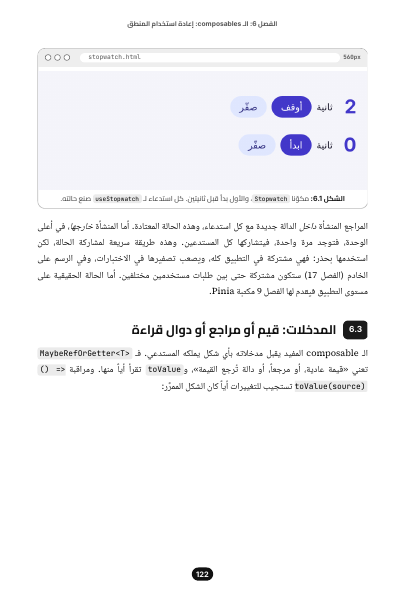 الفصل 6: الـ composables: إعادة استخدام المنطق
stopwatch.html
560px
2 ثانية أوقف صفّر
0 ثانية ابدأ صفّر
الشكل 6.1: مكوّنا Stopwatch، والأول بدأ قبل ثانيتين. كل استدعاء لـ useStopwatch صنع حالته.
المراجع المنشأة داخل الدالة جديدة مع كل استدعاء، وهذه الحالة المعتادة. أما المنشأة خارجها، في أعلى
الوحدة، فتوجد مرة واحدة، فيتشاركها كل المستدعين. وهذه طريقة سريعة لمشاركة الحالة، لكن
استخدمها بحذر: فهي مشتركة في التطبيق كله، ويصعب تصفيرها في الاختبارات، وفي الرسم على
الخادم (الفصل 17) ستكون مشتركة حتى بين طلبات مستخدمين مختلفين. أما الحالة الحقيقية على
مستوى التطبيق فيقدم لها الفصل 9 مكتبة Pinia.
6.3 المدخلات: قيم أو مراجع أو دوال قراءة
الـ composable المفيد يقبل مدخلاته بأي شكل يملكه المستدعي. فـ MaybeRefOrGetter<T>
تعني «قيمة عادية، أو مرجعاً، أو دالة تُرجع القيمة»، و toValue تقرأ أياً منها. ومراقبة () =>
toValue(source) تستجيب للتغييرات أياً كان الشكل الممرَّر:
122